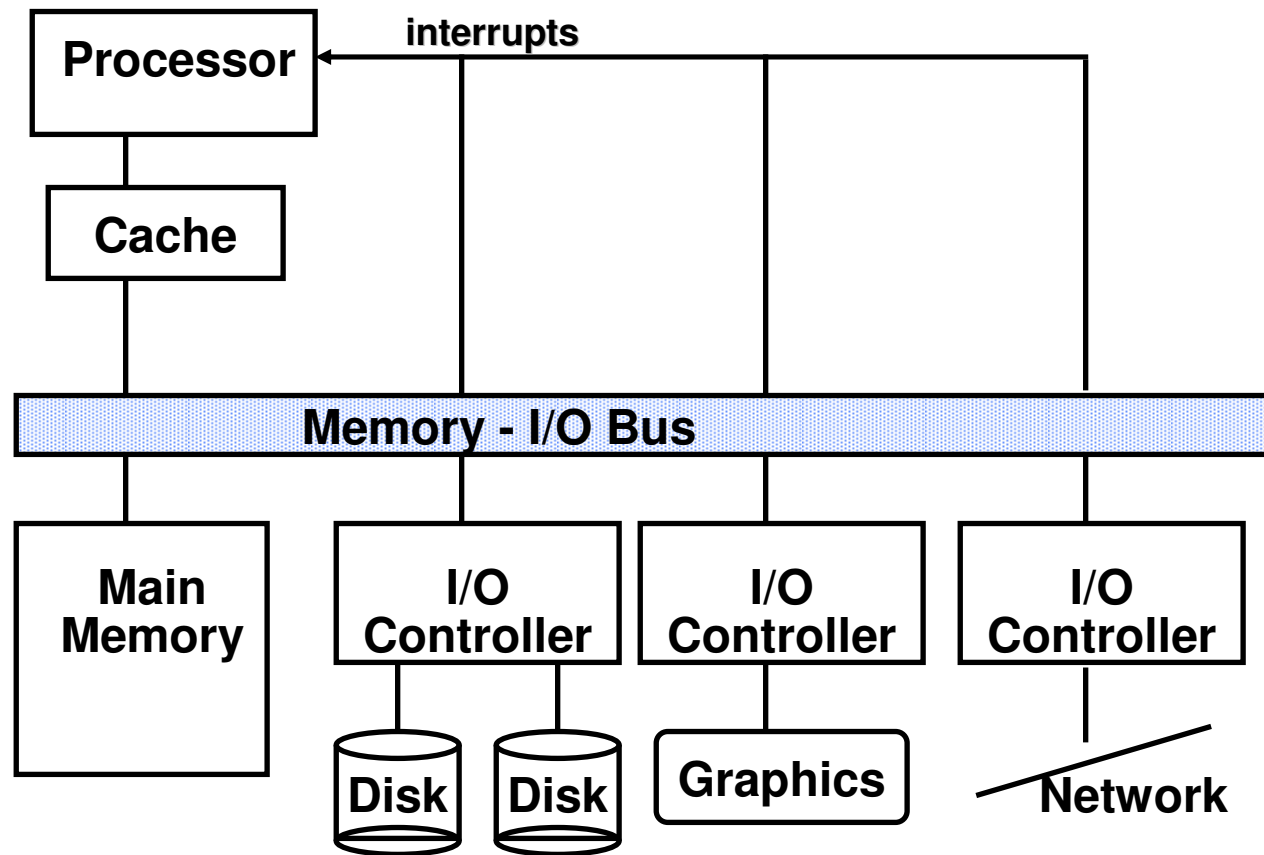 interrupts
Processor
Cache
Memory - I/O Bus
Main
Memory
I/O
Controller
I/O
Controller
I/O
Controller
Disk
Disk
Graphics
Network